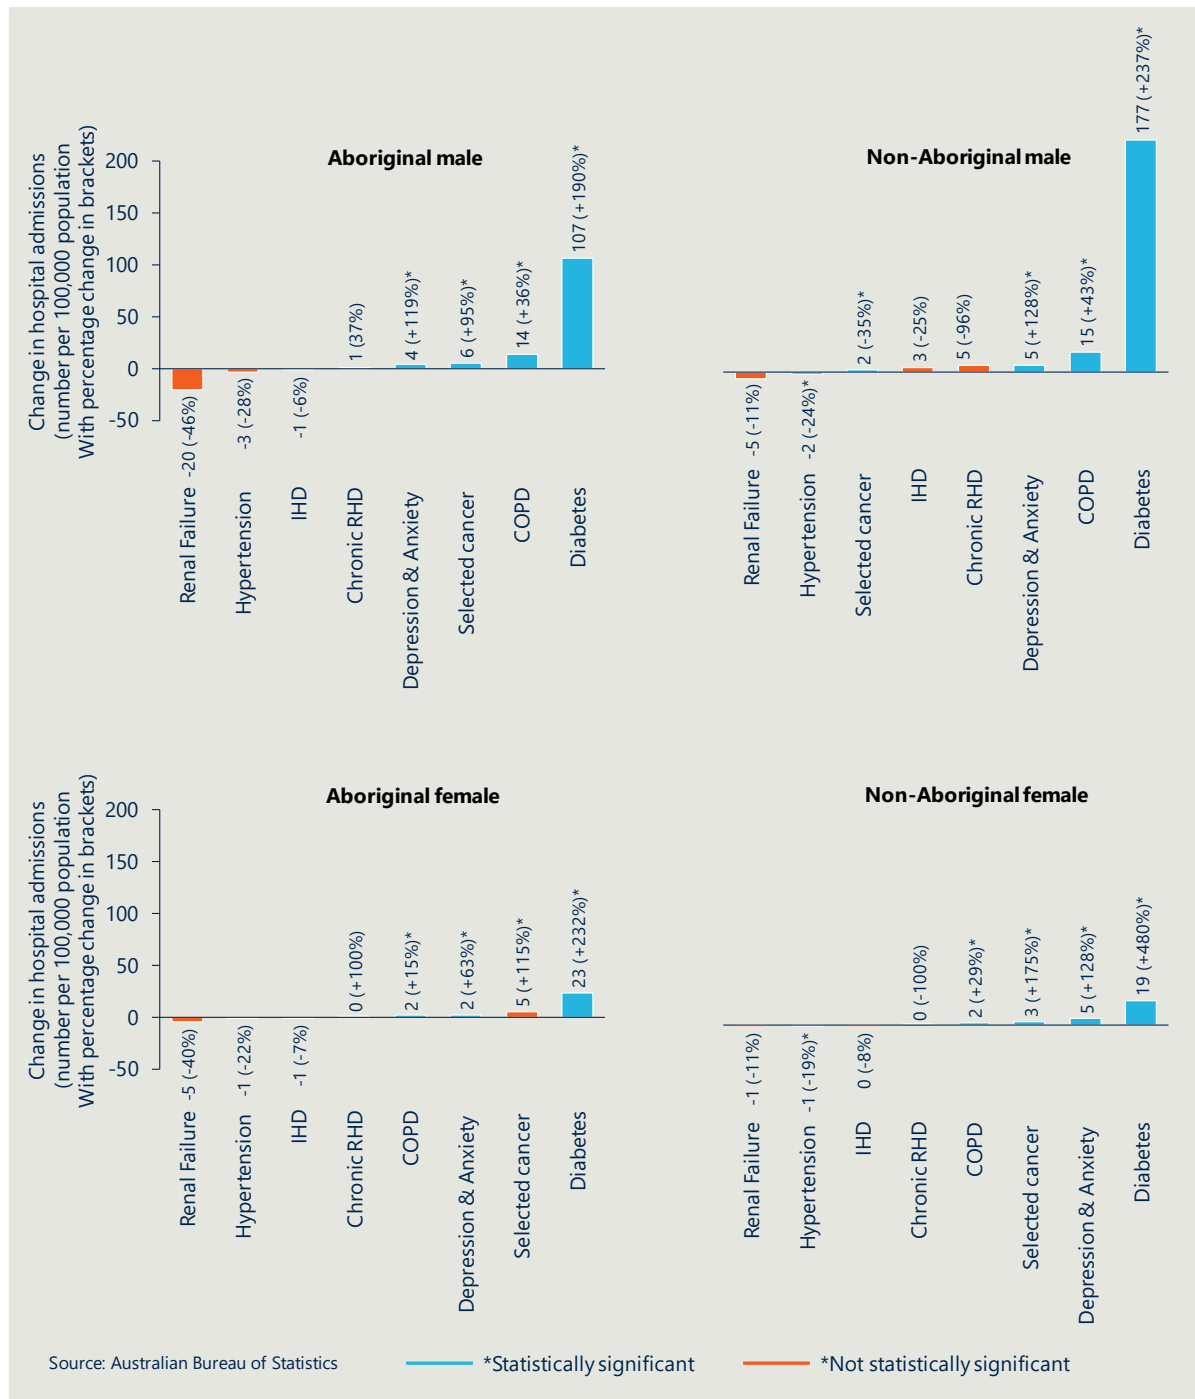 Change in hospital admissions
(number per 100,000 population
With percentage change in brackets)
Aboriginal male
200
150
100
50
0
-50
-20 (-46%)
-3 (-28%)
-1 (-6%)
1 (37%)
4 (+119%)*
6 (+95%)*
14 (+36%)*
107 (+190%)*
Renal Failure
Hypertension
IHD
Chronic RHD
Depression & Anxiety
Selected cancer
COPD
Diabetes
Non-Aboriginal male
-5 (-11%)
-2 (-24%)*
2 (-35%)*
3 (-25%)
5 (-96%)
5 (+128%)*
15 (+43%)*
177 (+237%)*
Renal Failure
Hypertension
Selected cancer
IHD
Chronic RHD
Depression & Anxiety
COPD
Diabetes
Change in hospital admissions
(number per 100,000 population
With percentage change in brackets)
Aboriginal female
200
150
100
50
0
-50
-5 (-40%)
-1 (-22%)
-1 (-7%)
0 (+100%)
2 (+15%)*
2 (+63%)*
5 (+115%)*
23 (+232%)*
Renal Failure
Hypertension
IHD
Chronic RHD
COPD
Depression & Anxiety
Selected cancer
Diabetes
Non-Aboriginal female
-1 (-11%)
-1 (-19%)*
0 (-8%)
0 (-100%)
2 (+29%)*
3 (+175%)*
5 (+128%)*
19 (+480%)*
Renal Failure
Hypertension
IHD
Chronic RHD
COPD
Selected cancer
Depression & Anxiety
Diabetes
Source: Australian Bureau of Statistics
*Statistically significant
*Not statistically significant